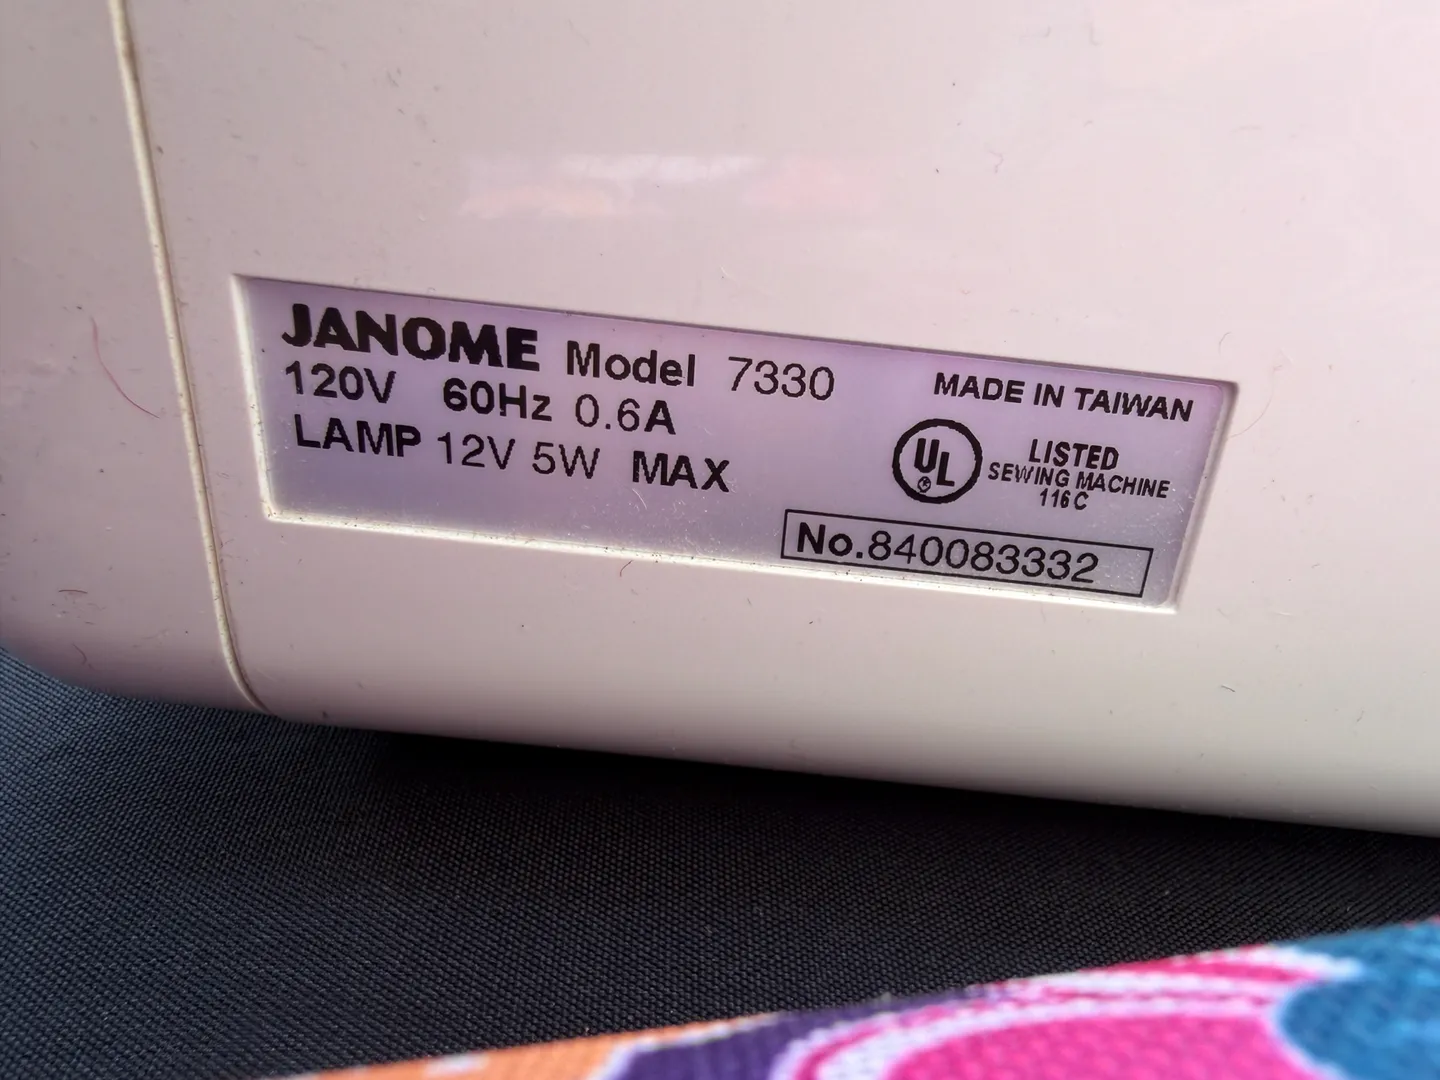 JANOME Model 7330
120V 60Hz 0.6A
LAMP 12V 5W MAX
MADE IN TAIWAN
UL
LISTED
SEWING MACHINE
116C
No.840083332